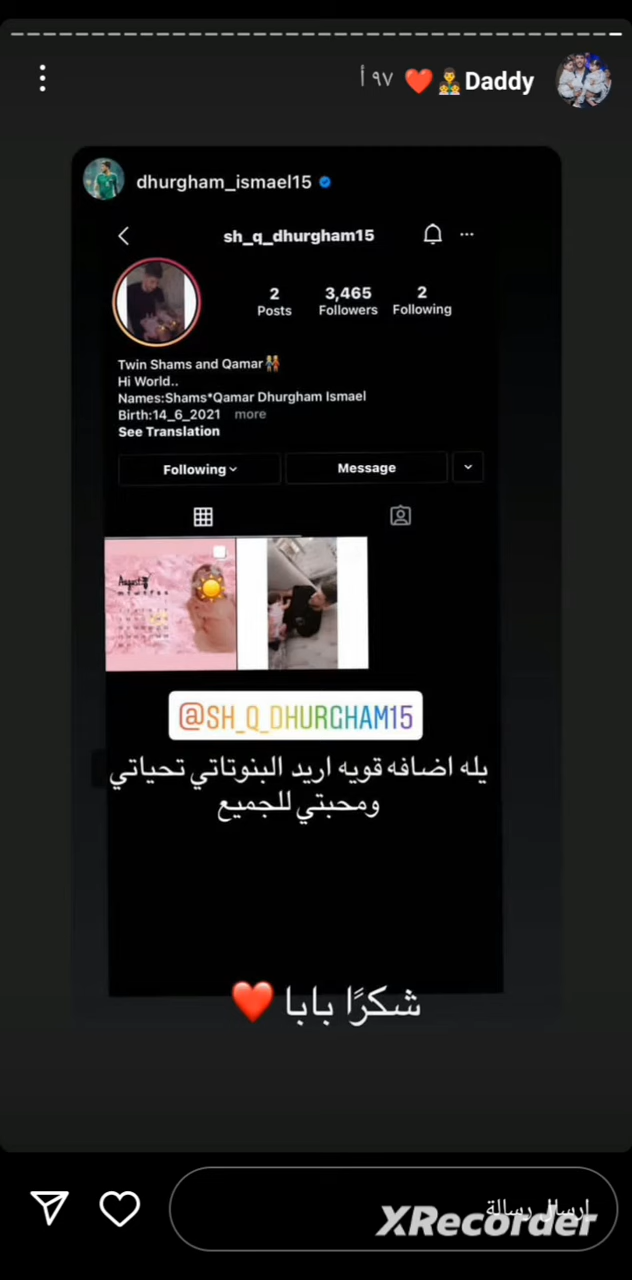 Daddy 👨‍👧‍👧 ❤️ ٩٧ أ
dhurgham_ismael15
sh_q_dhurgham15
2 3,465 2
Posts Followers Following
Twin Shams and Qamar👭
Hi World..
Names:Shams*Qamar Dhurgham Ismael
Birth:14_6_2021 more
See Translation
Following Message
August
@SH_Q_DHURGHAM15
يله اضافه قويه اريد البنوتاتي تحياتي
ومحبتي للجميع
شكرًا بابا ❤️
إرسال رسالة
XRecorder